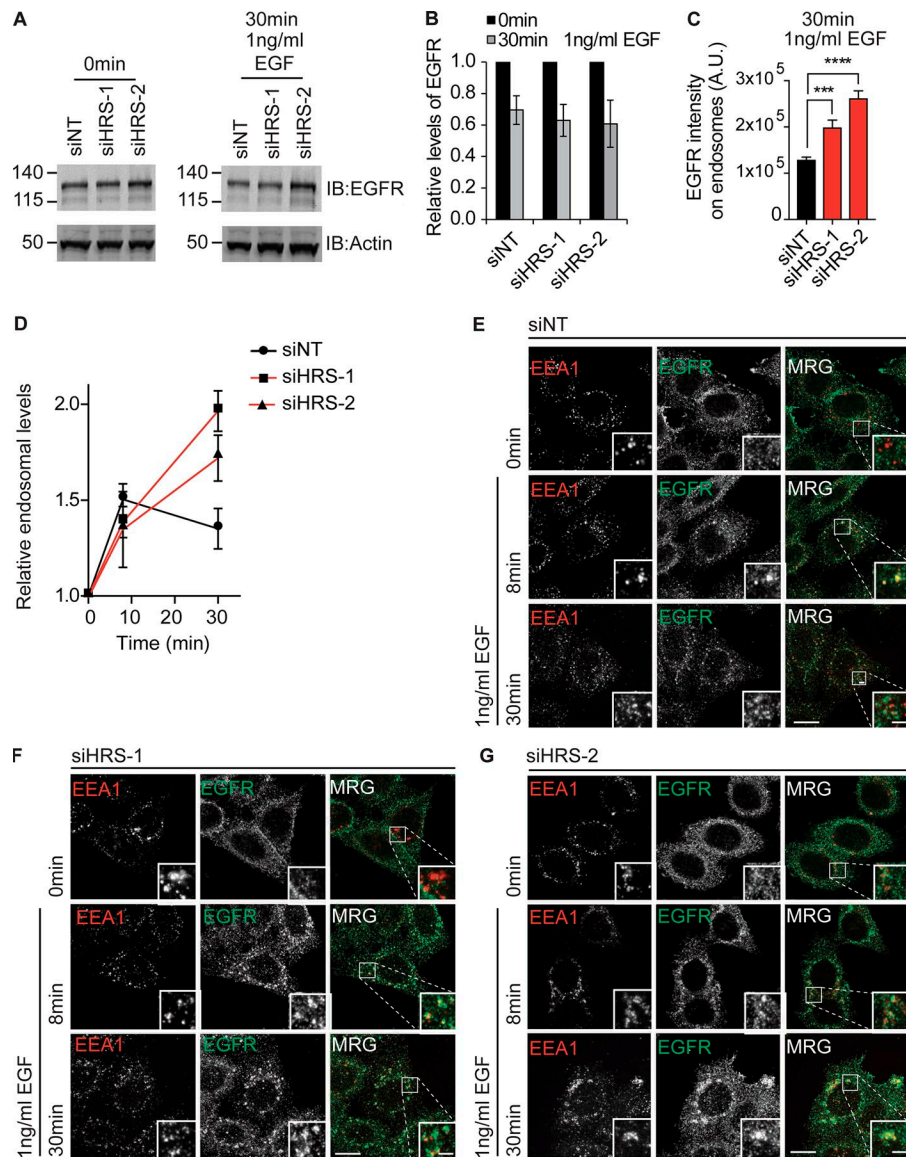 A
0min
siNT
siHRS-1
siHRS-2
140
115
50
30min
1ng/ml
EGF
siNT
siHRS-1
siHRS-2
140
115
50
IB:EGFR
IB:Actin
B
0min
30min 1ng/ml EGF
Relative levels of EGFR
1.0
0.8
0.6
0.4
0.2
0.0
siNT
siHRS-1
siHRS-2
C
30min
1ng/ml EGF
EGFR intensity
on endosomes (A.U.)
3x10⁵
2x10⁵
1x10⁵
***
****
siNT
siHRS-1
siHRS-2
D
siNT
siHRS-1
siHRS-2
Relative endosomal levels
2.0
1.5
1.0
0 10 20 30
Time (min)
E siNT
EEA1 EGFR MRG
0min
EEA1 EGFR MRG
8min
EEA1 EGFR MRG
30min
1ng/ml EGF
F siHRS-1
EEA1 EGFR MRG
0min
EEA1 EGFR MRG
8min
EEA1 EGFR MRG
30min
1ng/ml EGF
G siHRS-2
EEA1 EGFR MRG
0min
EEA1 EGFR MRG
8min
EEA1 EGFR MRG
30min
1ng/ml EGF